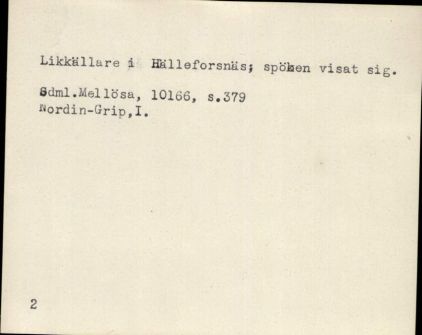 Likkällare i Hälleforsnäs; spöken visat sig.
Sdml.Mellösa, 10166, s.379
Nordin-Grip,I.
2